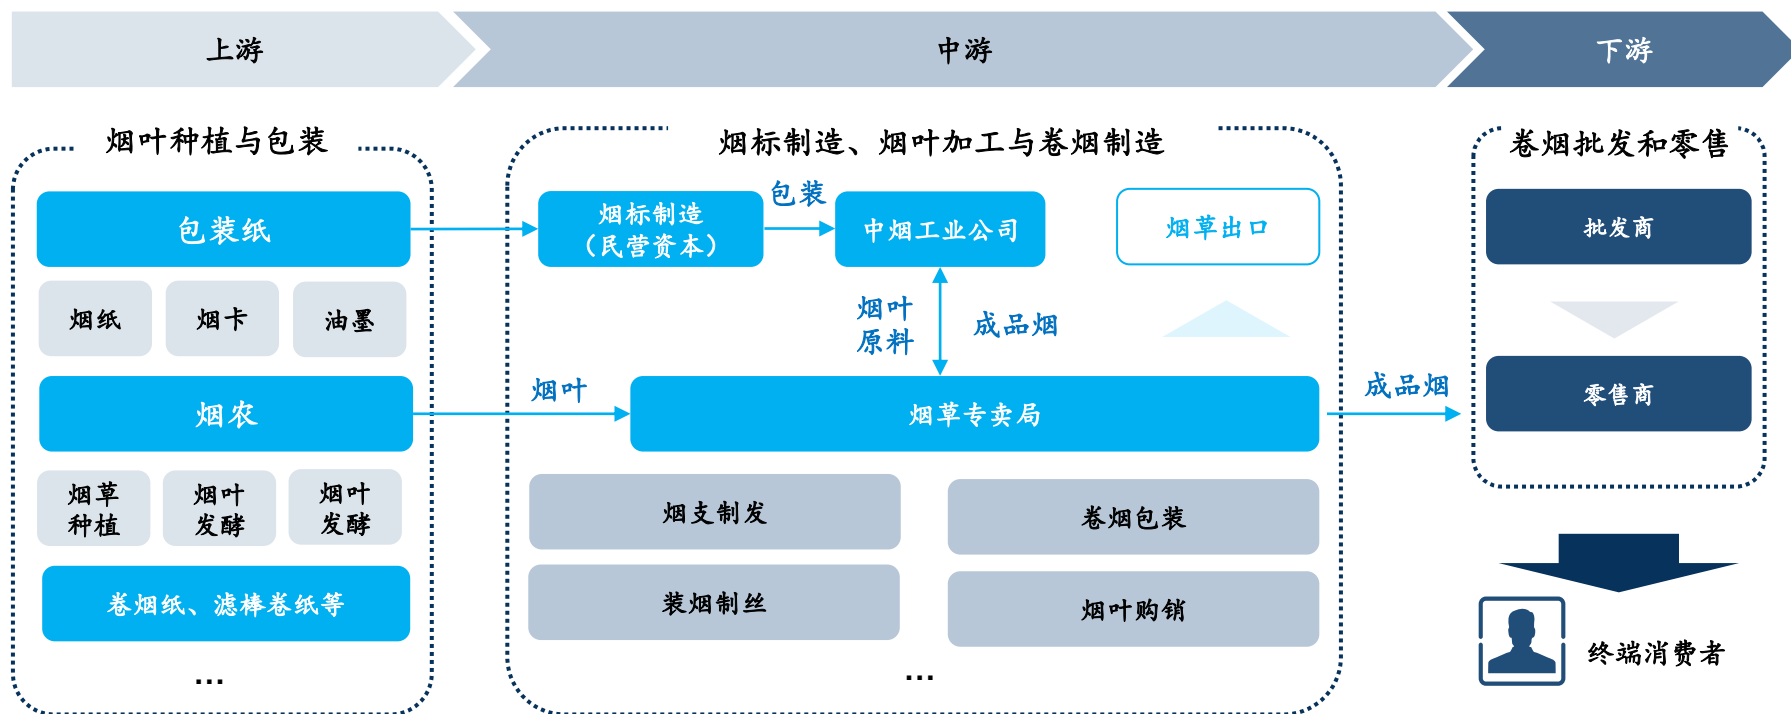 上游
中游
下游
烟叶种植与包装
包装纸
烟纸
烟卡
油墨
烟农
烟草
种植
烟叶
发酵
烟叶
发酵
卷烟纸、滤棒卷纸等
...
烟标制造、烟叶加工与卷烟制造
烟标制造
（民营资本）
包装
中烟工业公司
烟草出口
烟叶
原料
成品烟
烟叶
烟草专卖局
成品烟
烟支制发
卷烟包装
装烟制丝
烟叶购销
...
卷烟批发和零售
批发商
零售商
终端消费者